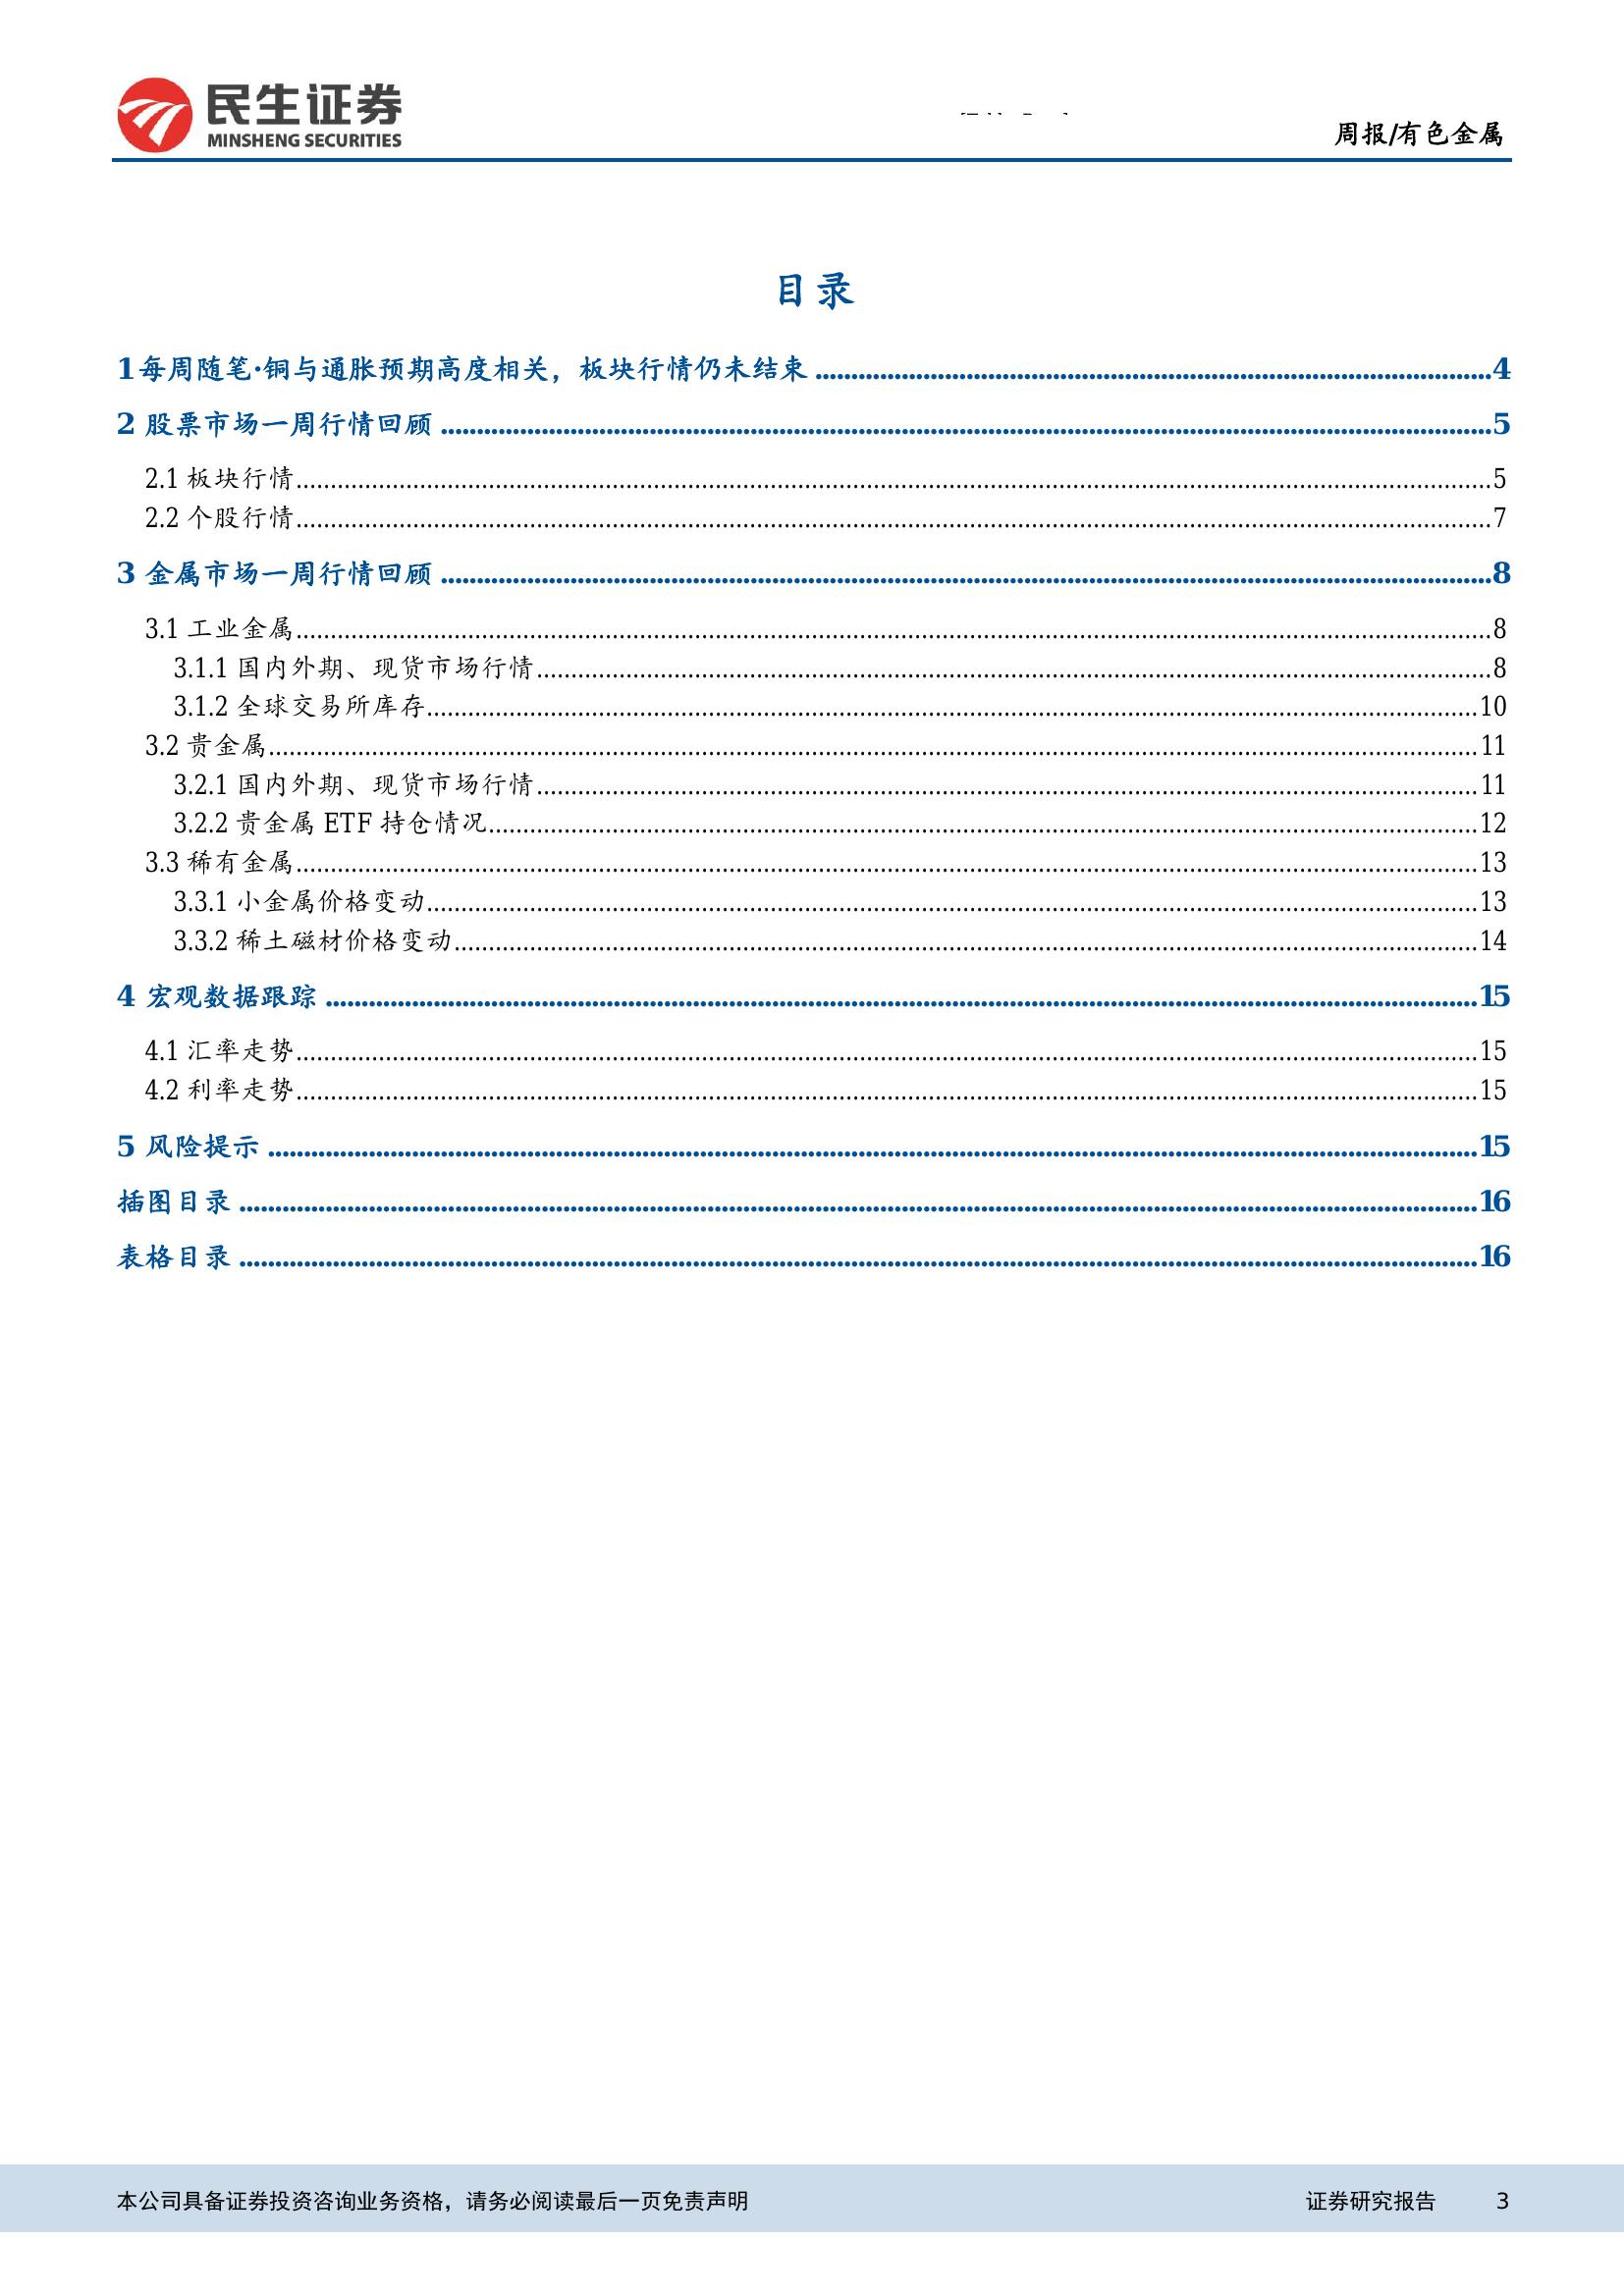 民生证券
MINSHENG SECURITIES
周报/有色金属
目录
1每周随笔·铜与通胀预期高度相关，板块行情仍未结束 4
2 股票市场一周行情回顾 5
2.1 板块行情 5
2.2 个股行情 7
3 金属市场一周行情回顾 8
3.1 工业金属 8
3.1.1 国内外期、现货市场行情 8
3.1.2 全球交易所库存 10
3.2 贵金属 11
3.2.1 国内外期、现货市场行情 11
3.2.2 贵金属 ETF 持仓情况 12
3.3 稀有金属 13
3.3.1 小金属价格变动 13
3.3.2 稀土磁材价格变动 14
4 宏观数据跟踪 15
4.1 汇率走势 15
4.2 利率走势 15
5 风险提示 15
插图目录 16
表格目录 16
本公司具备证券投资咨询业务资格，请务必阅读最后一页免责声明
证券研究报告 3